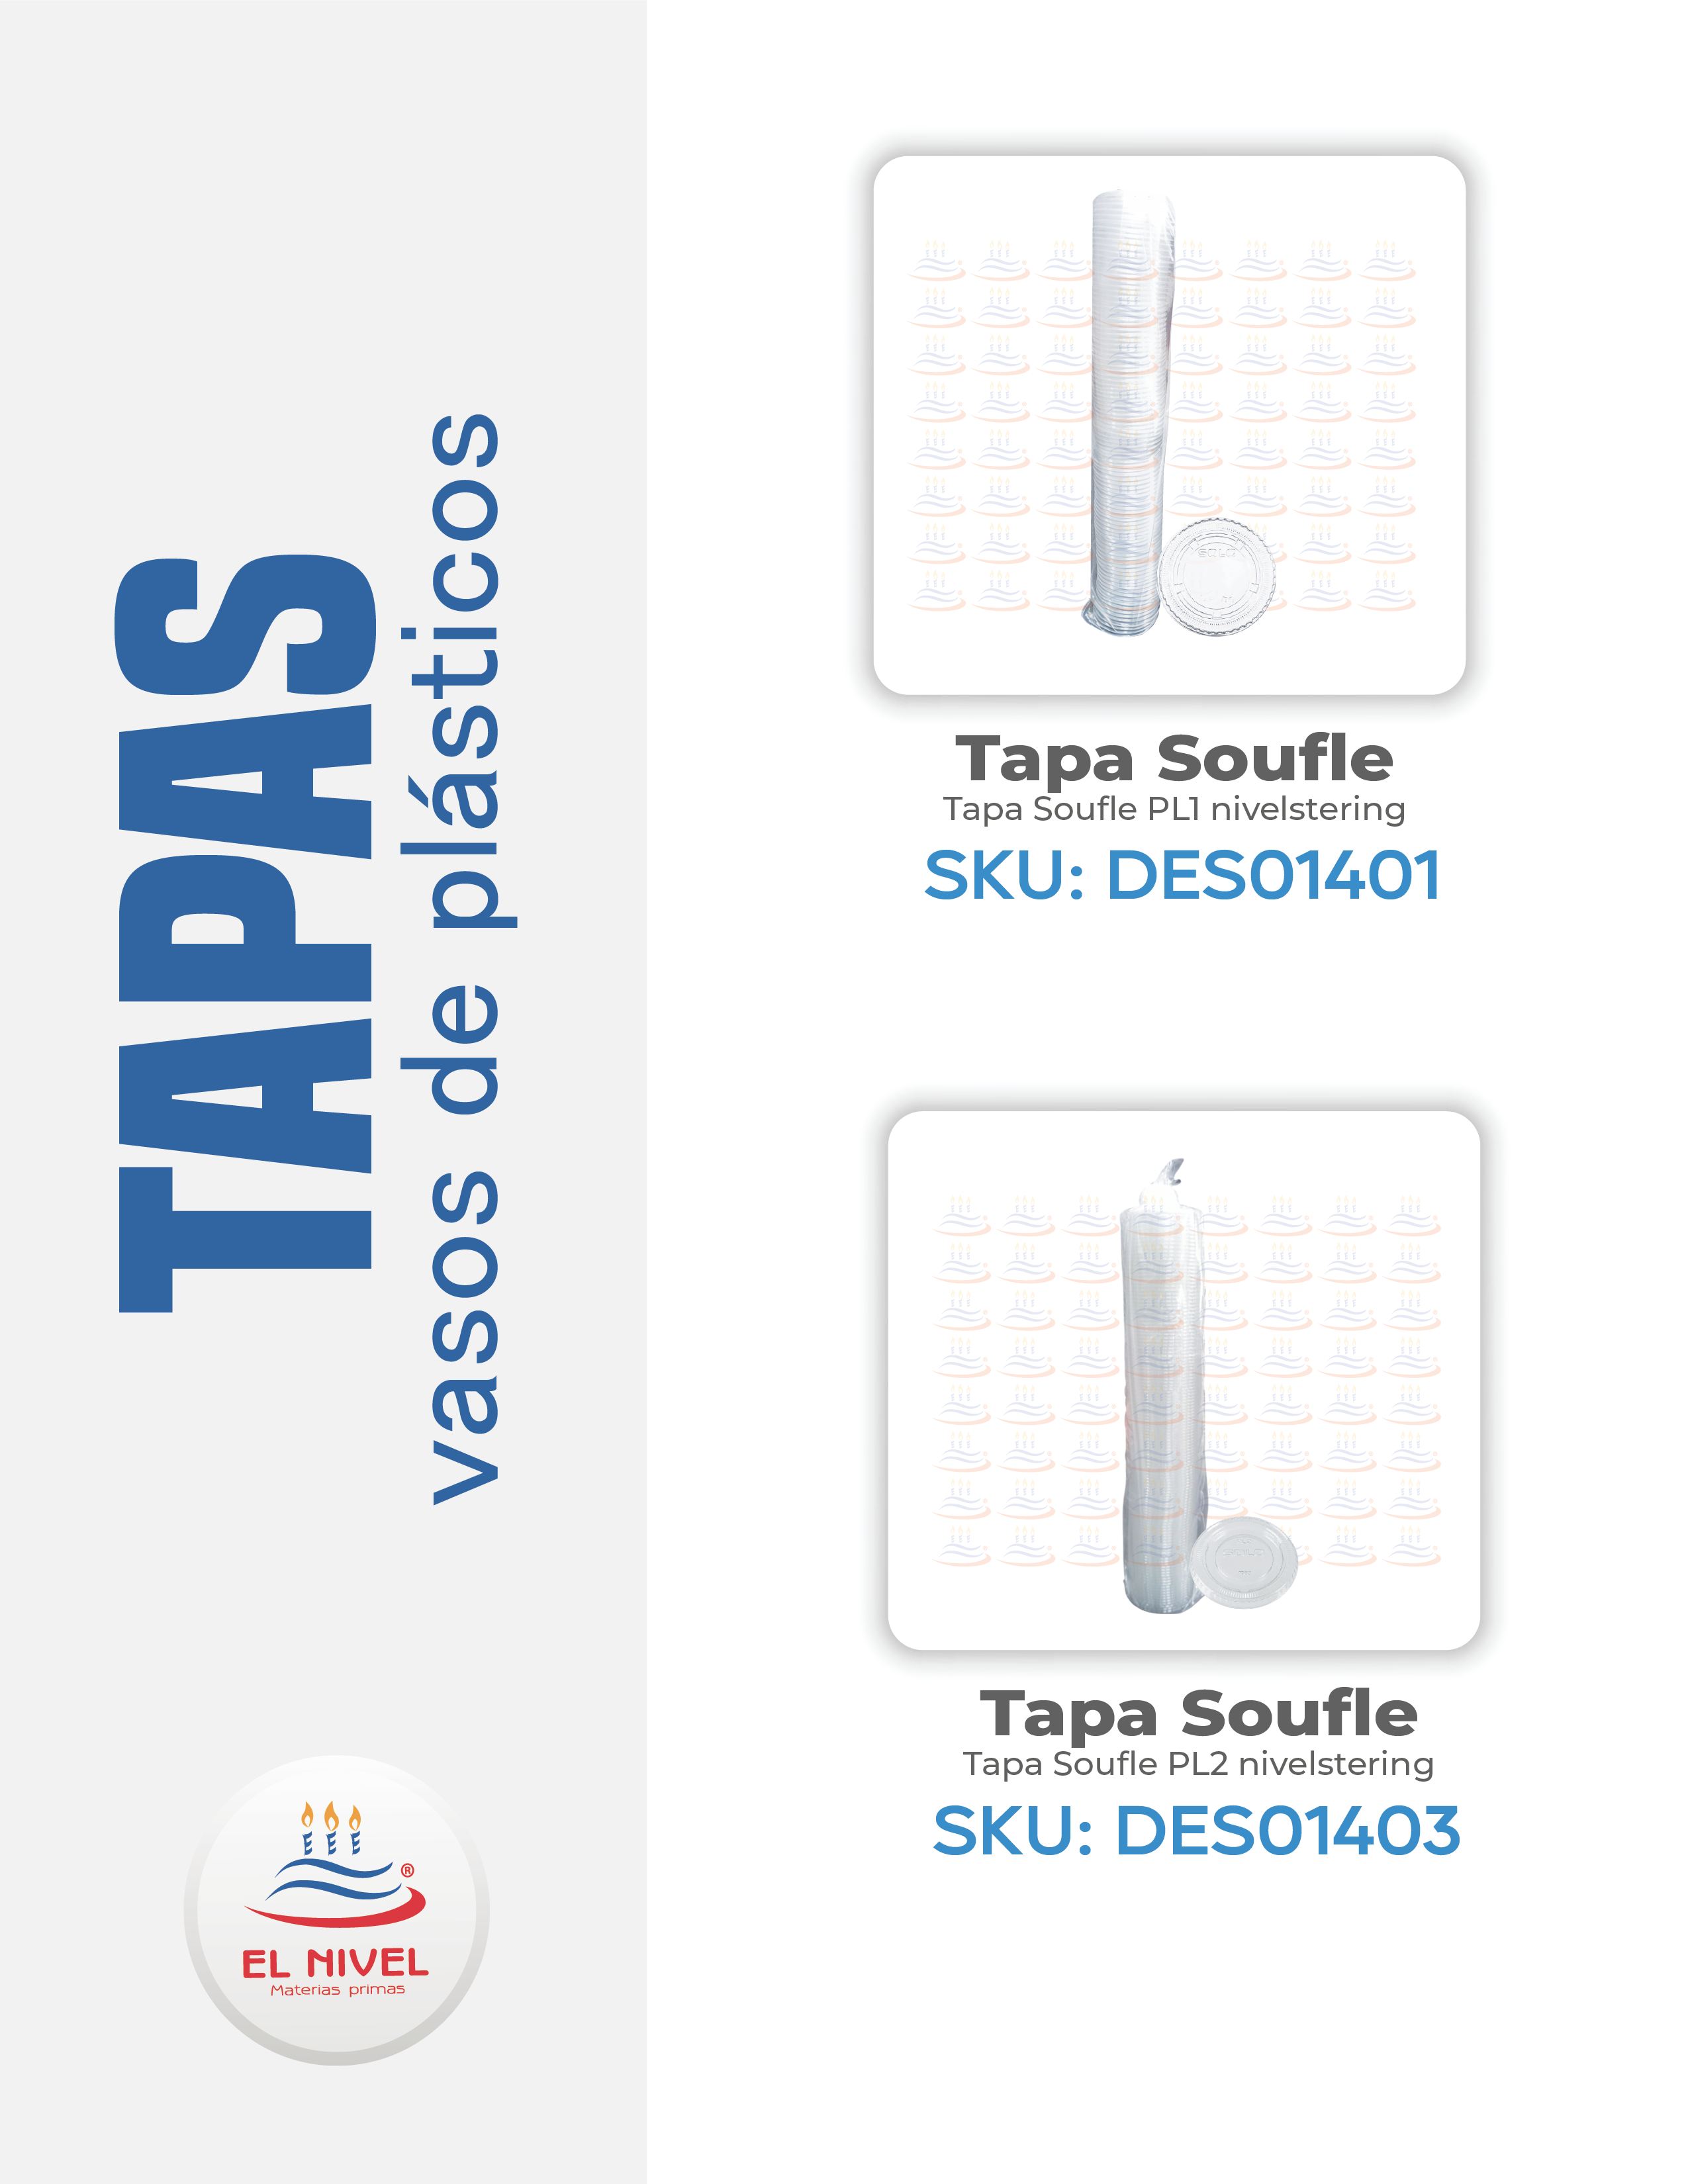 TAPAS
vasos de plásticos
Tapa Soufle
Tapa Soufle PL1 nivelstering
SKU: DES01401
Tapa Soufle
Tapa Soufle PL2 nivelstering
SKU: DES01403
®
EL NIVEL
Materias primas
SOLO